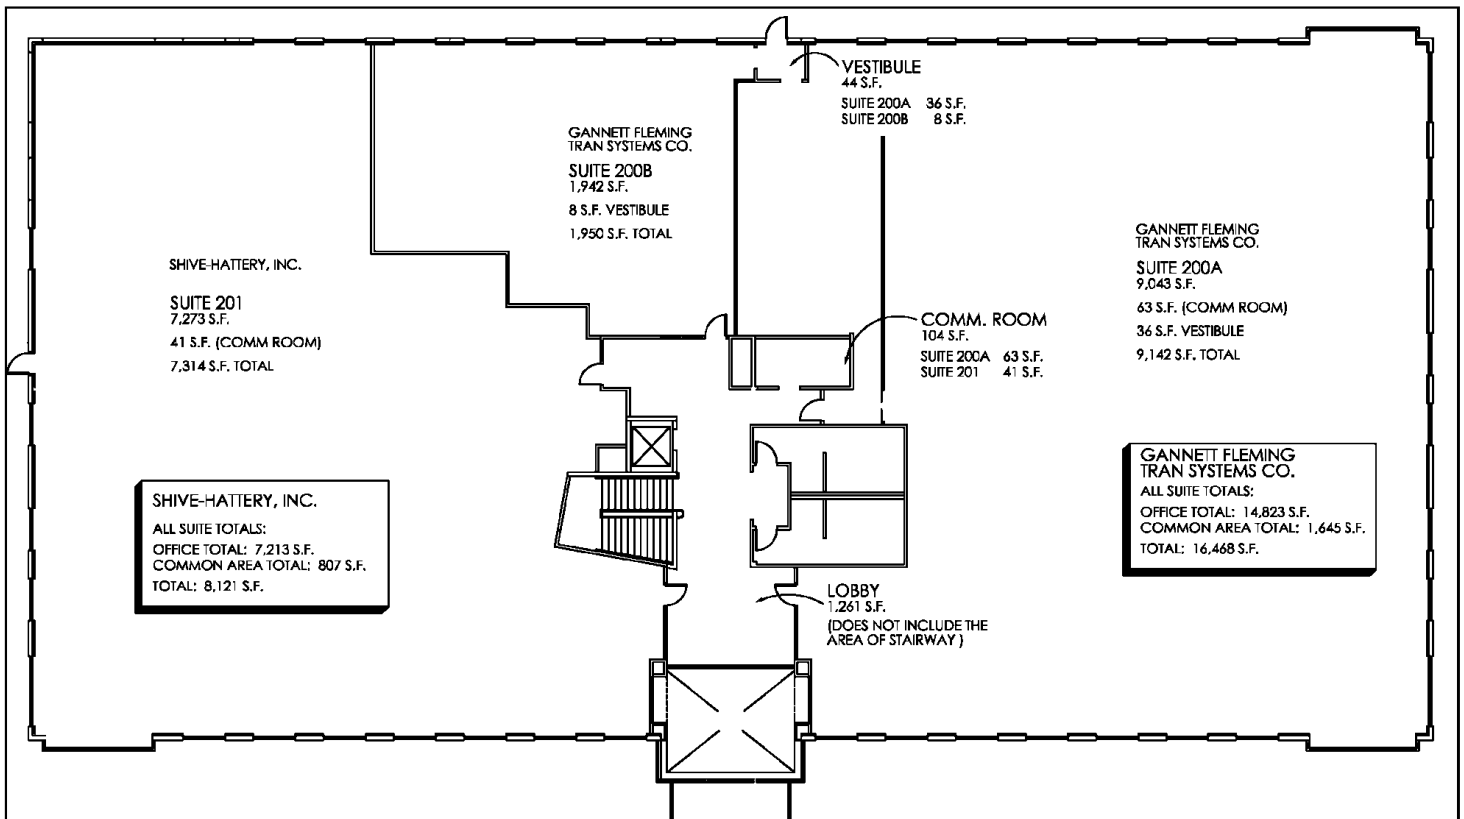 VESTIBULE
44 S.F.
SUITE 200A 36 S.F.
SUITE 200B 8 S.F.
GANNETT FLEMING
TRAN SYSTEMS CO.
SUITE 200B
1,942 S.F.
8 S.F. VESTIBULE
1,950 S.F. TOTAL
GANNETT FLEMING
TRAN SYSTEMS CO.
SUITE 200A
9,043 S.F.
63 S.F. (COMM ROOM)
36 S.F. VESTIBULE
9,142 S.F. TOTAL
SHIVE-HATTERY, INC.
SUITE 201
7,273 S.F.
41 S.F. (COMM ROOM)
7,314 S.F. TOTAL
COMM. ROOM
104 S.F.
SUITE 200A 63 S.F.
SUITE 201 41 S.F.
GANNETT FLEMING
TRAN SYSTEMS CO.
ALL SUITE TOTALS:
OFFICE TOTAL: 14,823 S.F.
COMMON AREA TOTAL: 1,645 S.F.
TOTAL: 16,468 S.F.
SHIVE-HATTERY, INC.
ALL SUITE TOTALS:
OFFICE TOTAL: 7,213 S.F.
COMMON AREA TOTAL: 807 S.F.
TOTAL: 8,121 S.F.
LOBBY
1,261 S.F.
(DOES NOT INCLUDE THE
AREA OF STAIRWAY )